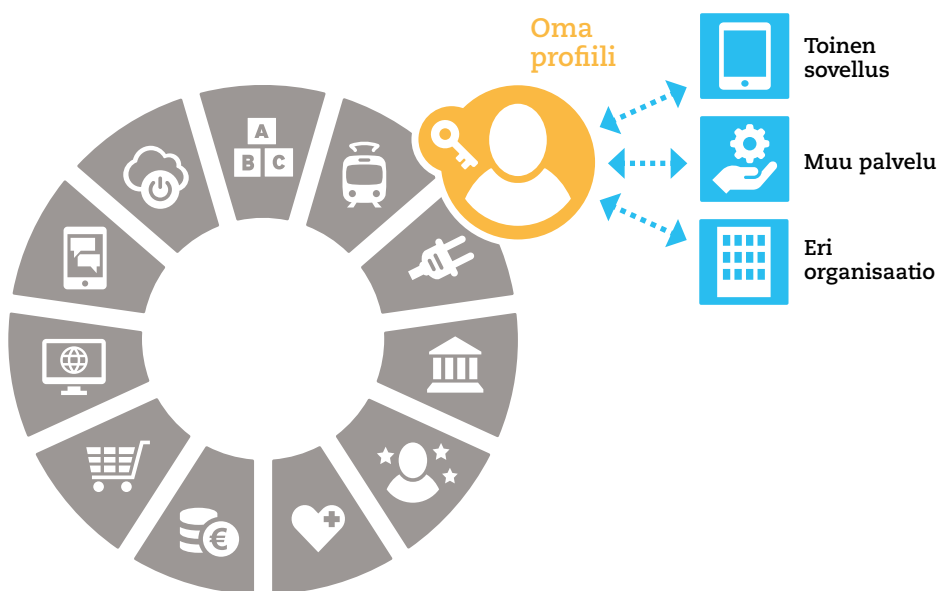 Oma
profiili
Toinen
sovellus
Muu palvelu
Eri
organisaatio
A
B C
€